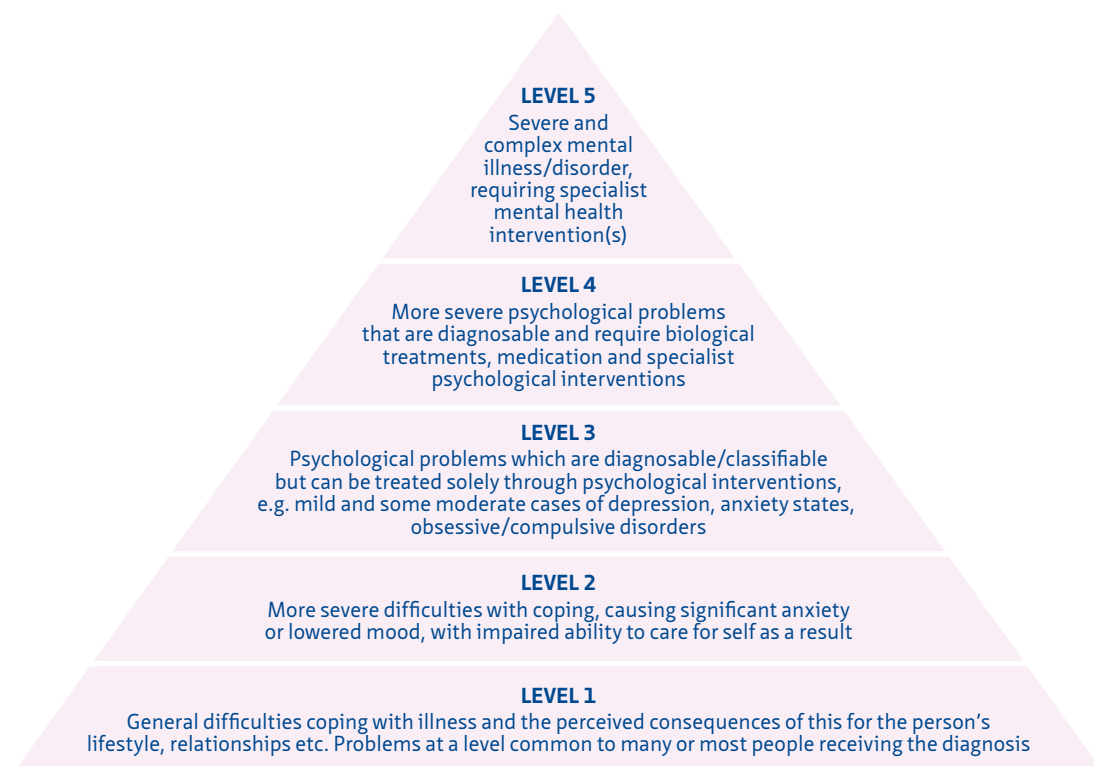 LEVEL 5
Severe and
complex mental
illness/disorder,
requiring specialist
mental health
intervention(s)
LEVEL 4
More severe psychological problems
that are diagnosable and require biological
treatments, medication and specialist
psychological interventions
LEVEL 3
Psychological problems which are diagnosable/classifiable
but can be treated solely through psychological interventions,
e.g. mild and some moderate cases of depression, anxiety states,
obsessive/compulsive disorders
LEVEL 2
More severe difficulties with coping, causing significant anxiety
or lowered mood, with impaired ability to care for self as a result
LEVEL 1
General difficulties coping with illness and the perceived consequences of this for the person’s
lifestyle, relationships etc. Problems at a level common to many or most people receiving the diagnosis